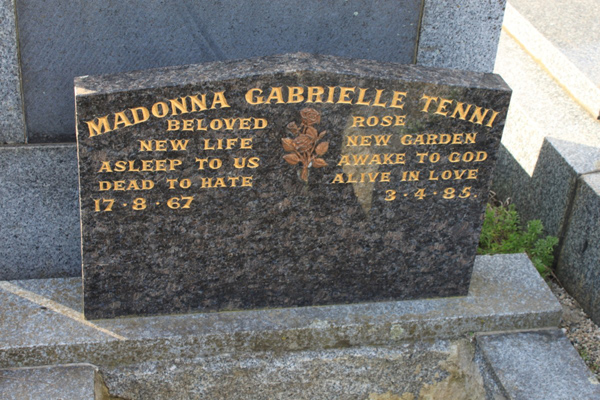 MADONNA GABRIELLE TENNI
BELOVED ROSE
NEW LIFE NEW GARDEN
ASLEEP TO US AWAKE TO GOD
DEAD TO HATE ALIVE IN LOVE
17·8·67 3·4·85.